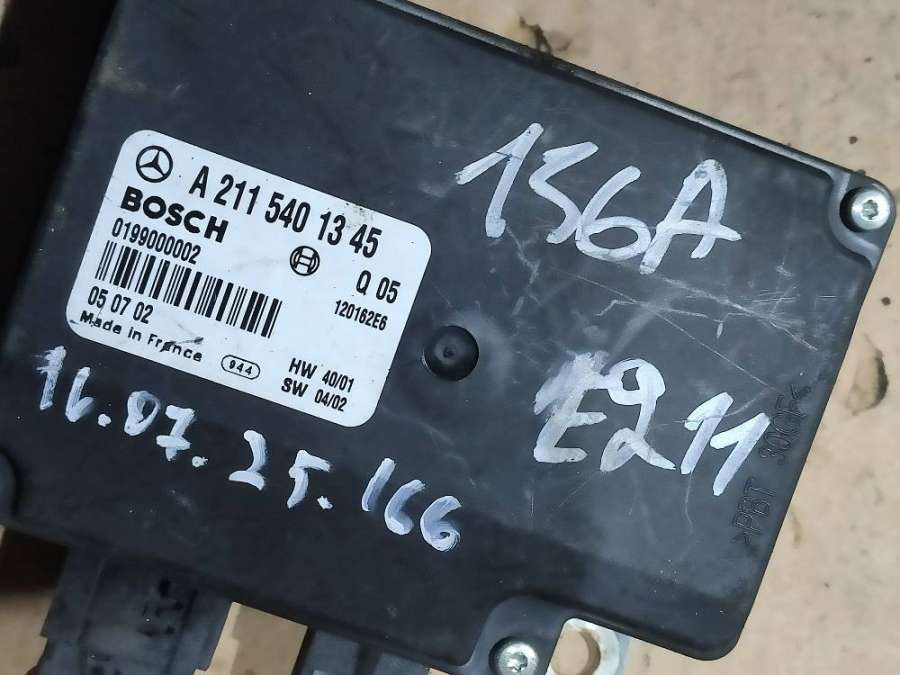 A 211 540 13 45
BOSCH
0199000002
Q 05
120162E6
05 07 02
Made in France
944
HW 40/01
SW 04/02
136A
E211
16.07.25.166
>PBT 30GF<